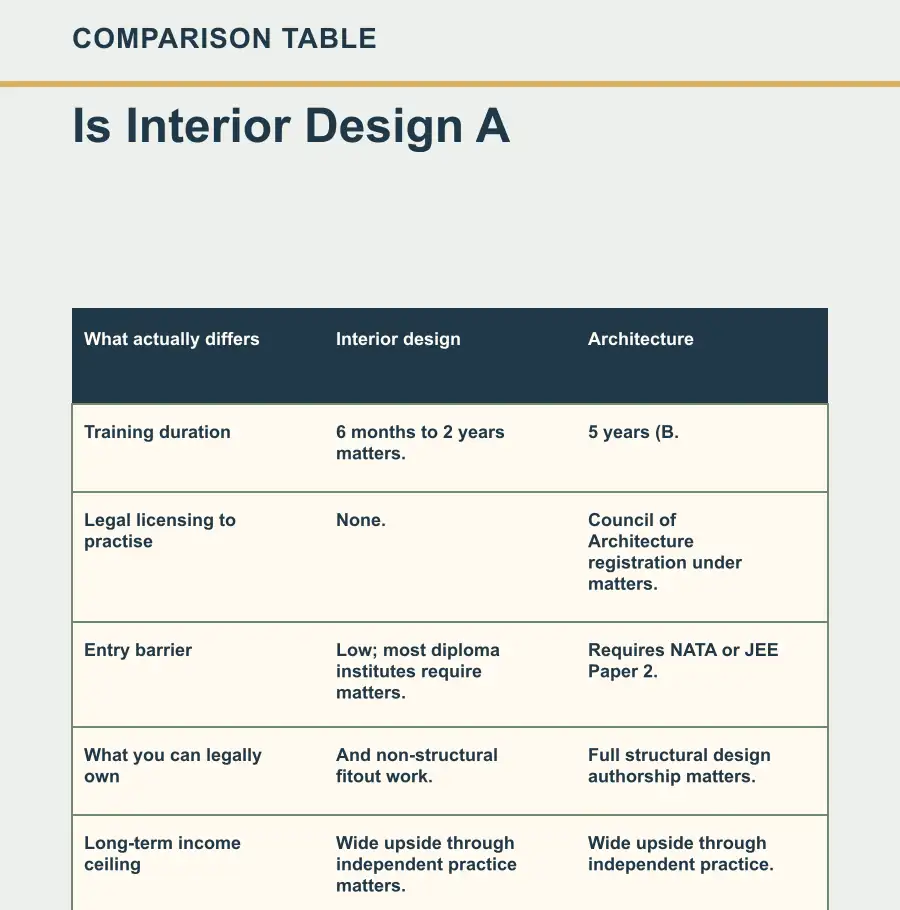 COMPARISON TABLE
Is Interior Design A
What actually differs
Interior design
Architecture
Training duration
6 months to 2 years
matters.
5 years (B.
Legal licensing to
practise
None.
Council of
Architecture
registration under
matters.
Entry barrier
Low; most diploma
institutes require
matters.
Requires NATA or JEE
Paper 2.
What you can legally
own
And non-structural
fitout work.
Full structural design
authorship matters.
Long-term income
ceiling
Wide upside through
independent practice
matters.
Wide upside through
independent practice.